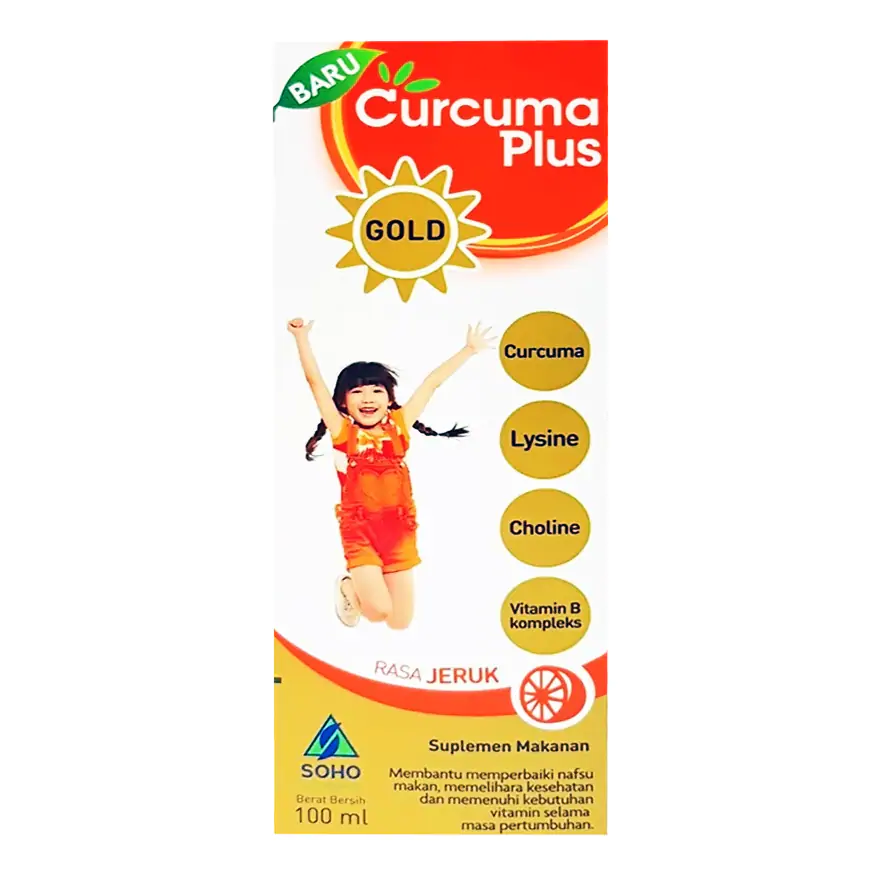 BARU
Curcuma
Plus
GOLD
Curcuma
Lysine
Choline
Vitamin B
kompleks
RASA JERUK
SOHO
Berat Bersih
100 ml
Suplemen Makanan
Membantu memperbaiki nafsu
makan, memelihara kesehatan
dan memenuhi kebutuhan
vitamin selama
masa pertumbuhan.